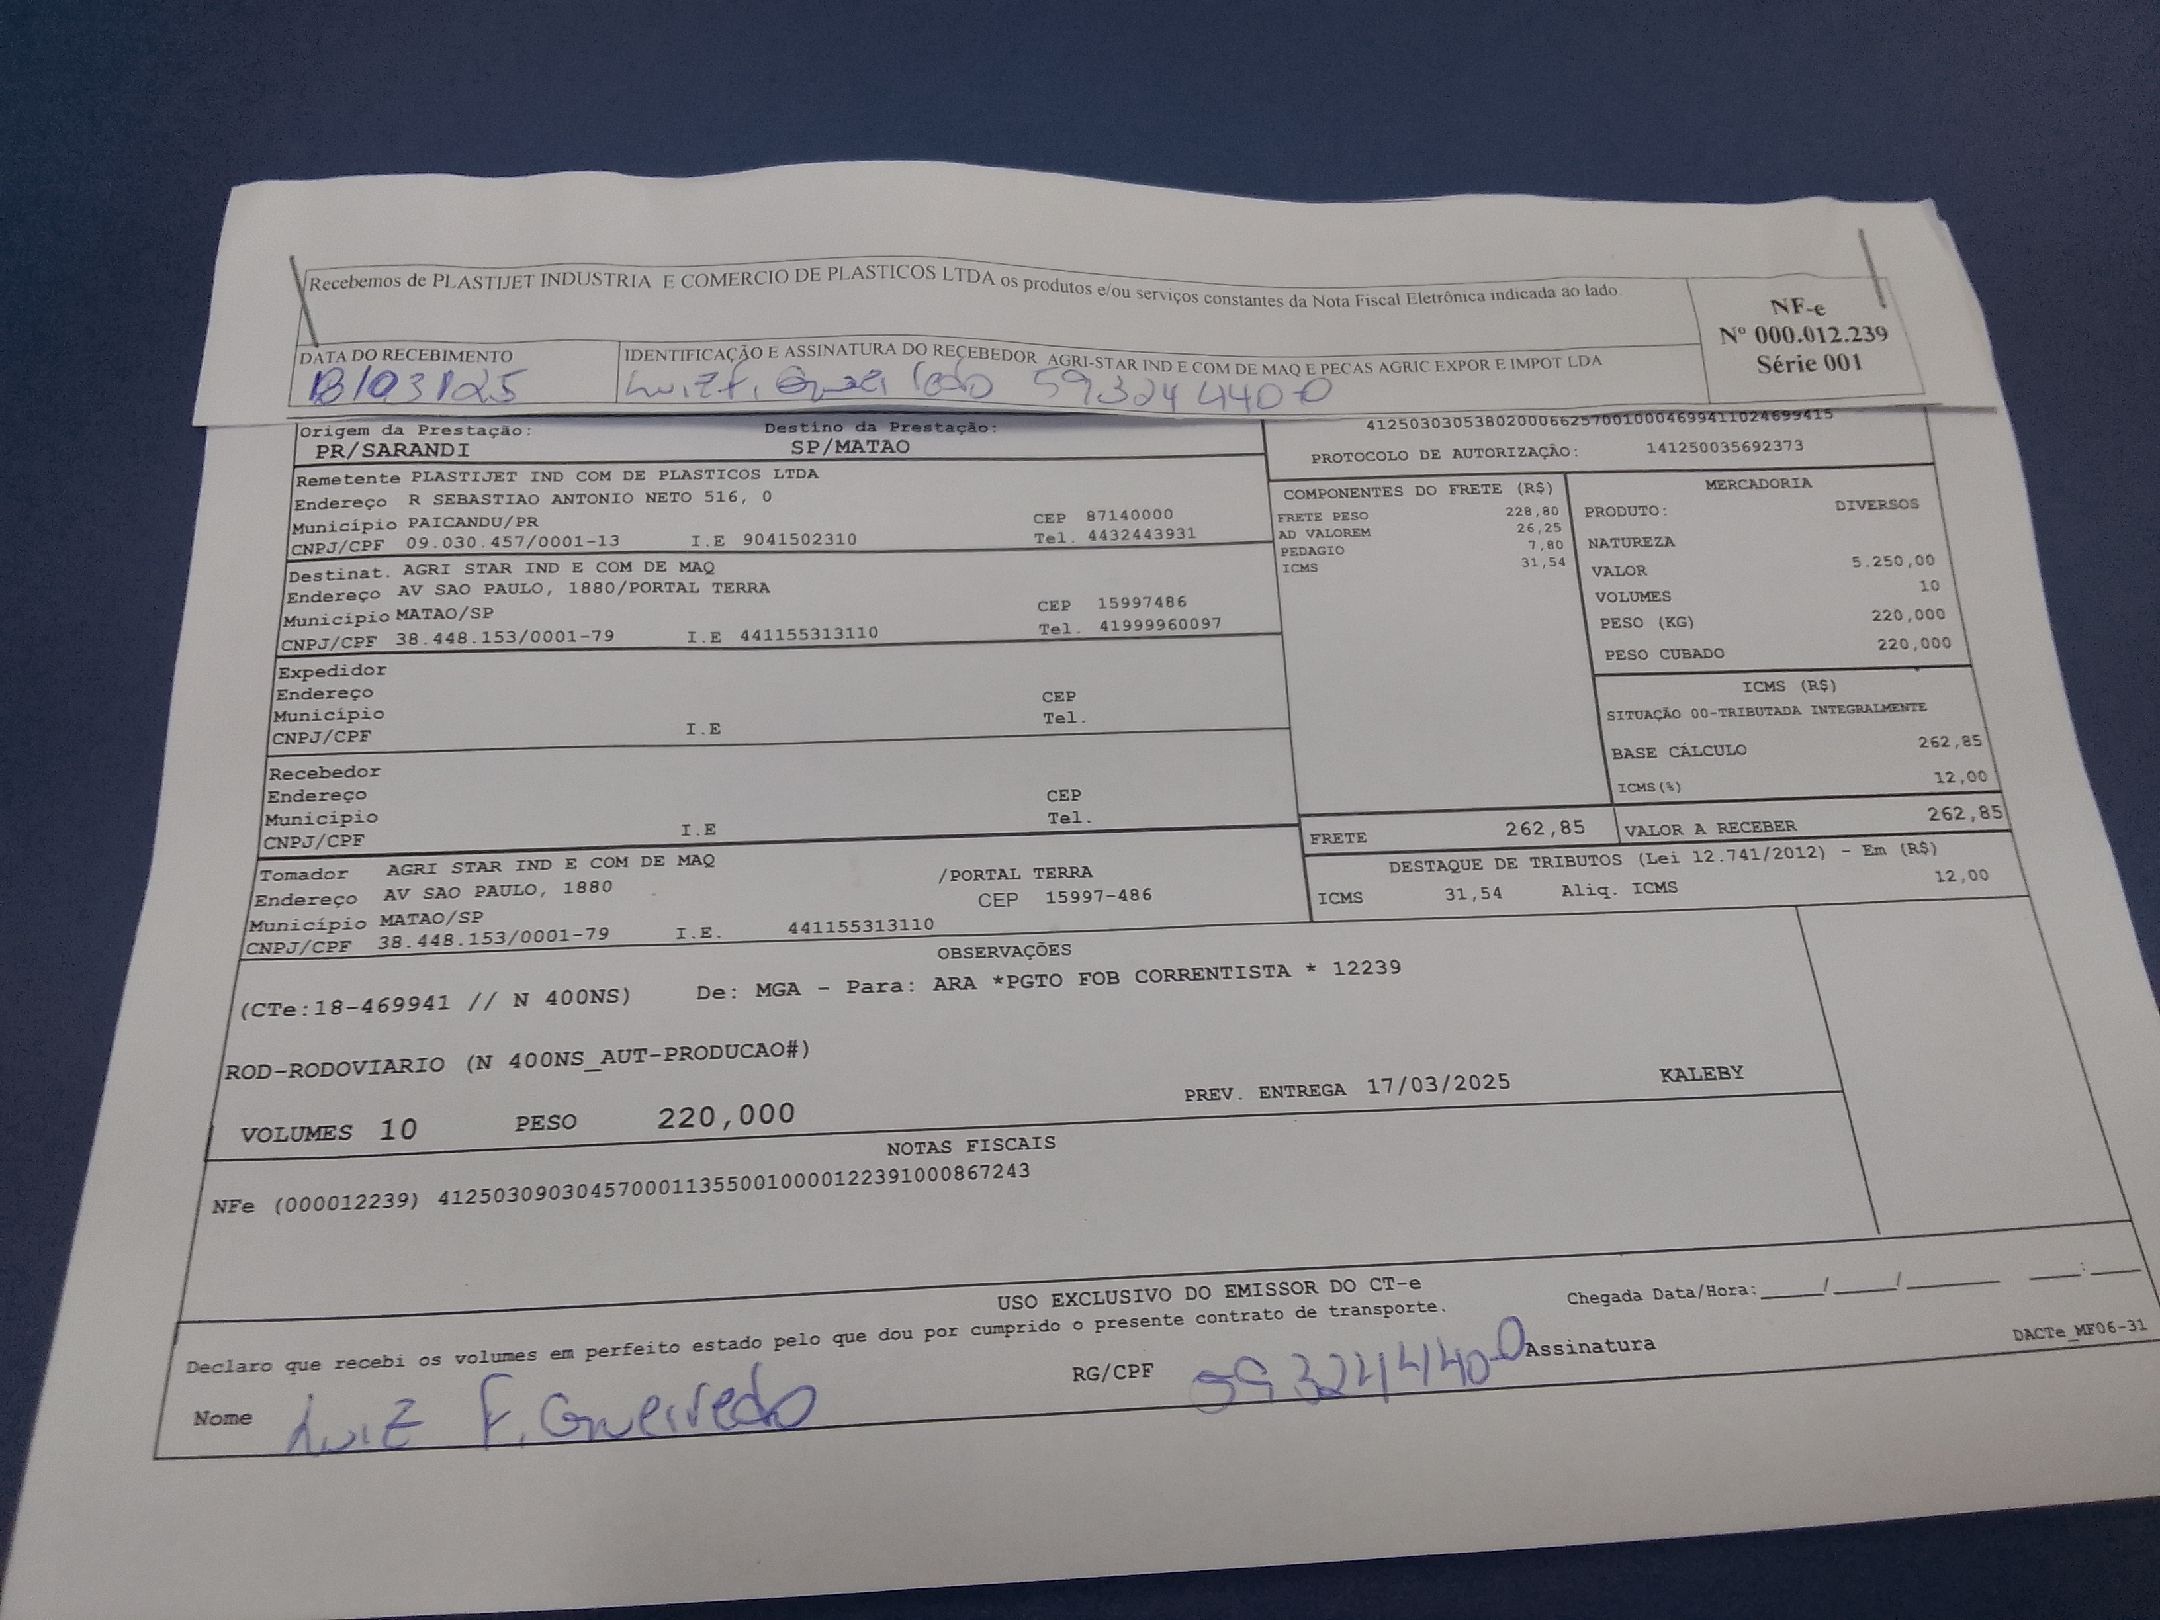 Recebemos de PLASTIJET INDUSTRIA E COMERCIO DE PLASTICOS LTDA os produtos e/ou serviços constantes da Nota Fiscal Eletrônica indicada ao lado
NF-e
Nº 000.012.239
Série 001
DATA DO RECEBIMENTO
18/03/25
IDENTIFICAÇÃO E ASSINATURA DO RECEBEDOR AGRI-STAR IND E COM DE MAQ E PECAS AGRIC EXPOR E IMPOT LDA
Luiz F. 59324440-0
Origem da Prestação: Destino da Prestação:
PR/SARANDI SP/MATAO
41250303053802000662570010004699411024699415
PROTOCOLO DE AUTORIZAÇÃO: 141250035692373
Remetente PLASTIJET IND COM DE PLASTICOS LTDA
Endereço R SEBASTIAO ANTONIO NETO 516, 0
Município PAICANDU/PR CEP 87140000
CNPJ/CPF 09.030.457/0001-13 I.E 9041502310 Tel. 4432443931
Destinat. AGRI STAR IND E COM DE MAQ
Endereço AV SAO PAULO, 1880/PORTAL TERRA
Município MATAO/SP CEP 15997486
CNPJ/CPF 38.448.153/0001-79 I.E 441155313110 Tel. 41999960097
Expedidor
Endereço CEP
Município Tel.
CNPJ/CPF I.E
Recebedor
Endereço CEP
Município Tel.
CNPJ/CPF I.E
Tomador AGRI STAR IND E COM DE MAQ /PORTAL TERRA
Endereço AV SAO PAULO, 1880 CEP 15997-486
Município MATAO/SP
CNPJ/CPF 38.448.153/0001-79 I.E. 441155313110
COMPONENTES DO FRETE (R$)
FRETE PESO 228,80
AD VALOREM 26,25
PEDAGIO 7,80
ICMS 31,54
MERCADORIA
PRODUTO: DIVERSOS
NATUREZA
VALOR 5.250,00
VOLUMES 10
PESO (KG) 220,000
PESO CUBADO 220,000
ICMS (R$)
SITUAÇÃO 00-TRIBUTADA INTEGRALMENTE
BASE CÁLCULO 262,85
ICMS(%) 12,00
FRETE 262,85 VALOR A RECEBER 262,85
DESTAQUE DE TRIBUTOS (Lei 12.741/2012) - Em (R$)
ICMS 31,54 Aliq. ICMS 12,00
OBSERVAÇÕES
(CTe:18-469941 // N 400NS) De: MGA - Para: ARA *PGTO FOB CORRENTISTA * 12239
ROD-RODOVIARIO (N 400NS_AUT-PRODUCAO#)
VOLUMES 10 PESO 220,000 PREV. ENTREGA 17/03/2025 KALEBY
NOTAS FISCAIS
NFe (000012239) 41250309030457000113550010000122391000867243
USO EXCLUSIVO DO EMISSOR DO CT-e
Declaro que recebi os volumes em perfeito estado pelo que dou por cumprido o presente contrato de transporte.
Chegada Data/Hora:____/____/______ ___:___
Nome Luiz F. Gueiredo RG/CPF 59324440-0 Assinatura
DACTe_MF06-31